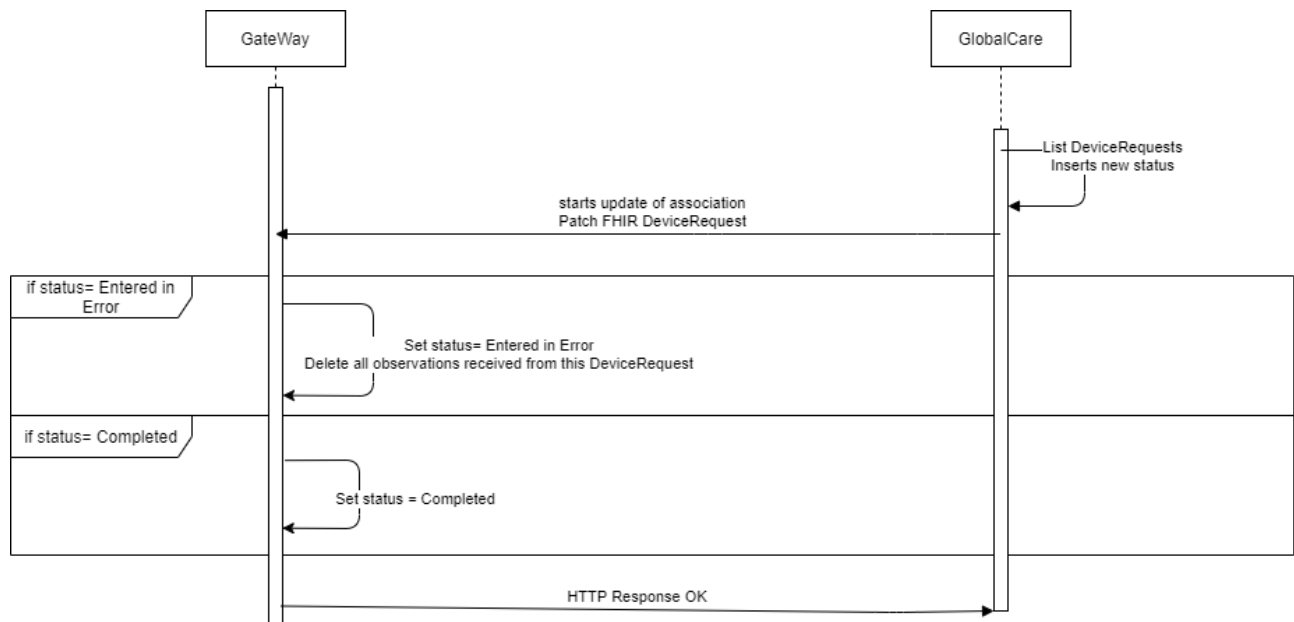 GateWay
GlobalCare
List DeviceRequests
Inserts new status
starts update of association
Patch FHIR DeviceRequest
if status= Entered in
Error
Set status= Entered in Error
Delete all observations received from this DeviceRequest
if status= Completed
Set status = Completed
HTTP Response OK